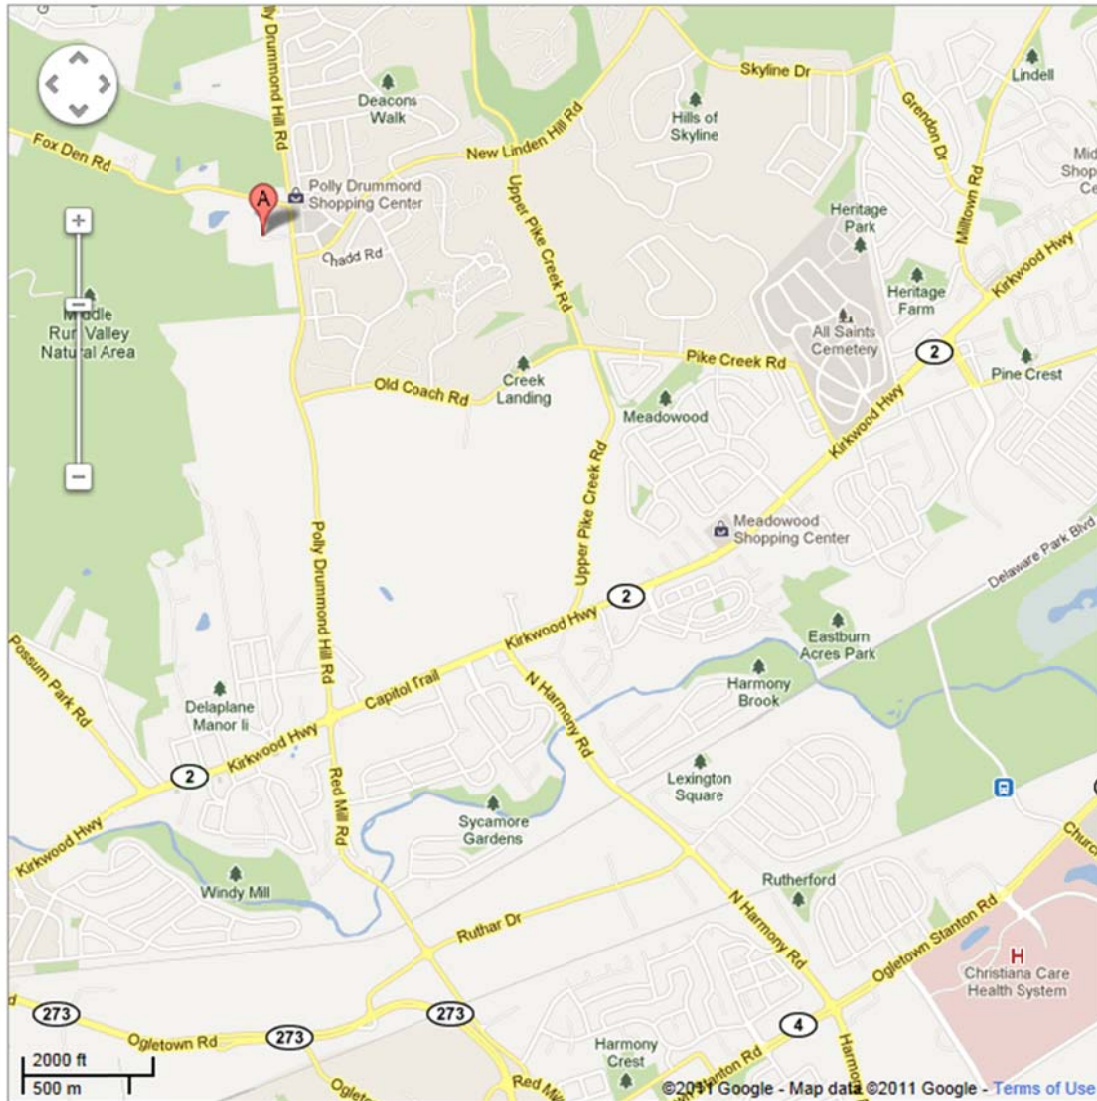 lly Drummond Hill Rd
Skyline Dr
Lindell
Deacons
Walk
Hills of
Skyline
Grendon Dr
Fox Den Rd
New Linden Hill Rd
Mid
Shop
Ce
Polly Drummond
Shopping Center
A
Upper Pike Creek Rd
Heritage
Park
Milltown Rd
Chadd Rd
Kirkwood Hwy
Heritage
Farm
Middle
Run Valley
Natural Area
All Saints
Cemetery
2
Pike Creek Rd
Pine Crest
Creek
Landing
Old Coach Rd
Meadowood
Kirkwood Hwy
Upper Pike Creek Rd
Polly Drummond Hill Rd
Meadowood
Shopping Center
Delaware Park Blvd
2
Kirkwood Hwy
Eastburn
Acres Park
Possum Park Rd
Delaplane
Manor Ii
Capitol Trail
N Harmony Rd
Harmony
Brook
Kirkwood Hwy
2
Red Mill Rd
Lexington
Square
Sycamore
Gardens
Kirkwood Hwy
Church
Windy Mill
Rutherford
Ruthar Dr
N Harmony Rd
Ogletown Stanton Rd
H
Christiana Care
Health System
d
273
273
273
4
Ogletown Rd
2000 ft
500 m
Harmony
Crest
Harmony
Ogle
Red Mi
©2011 Google - Map data ©2011 Google - Terms of Use